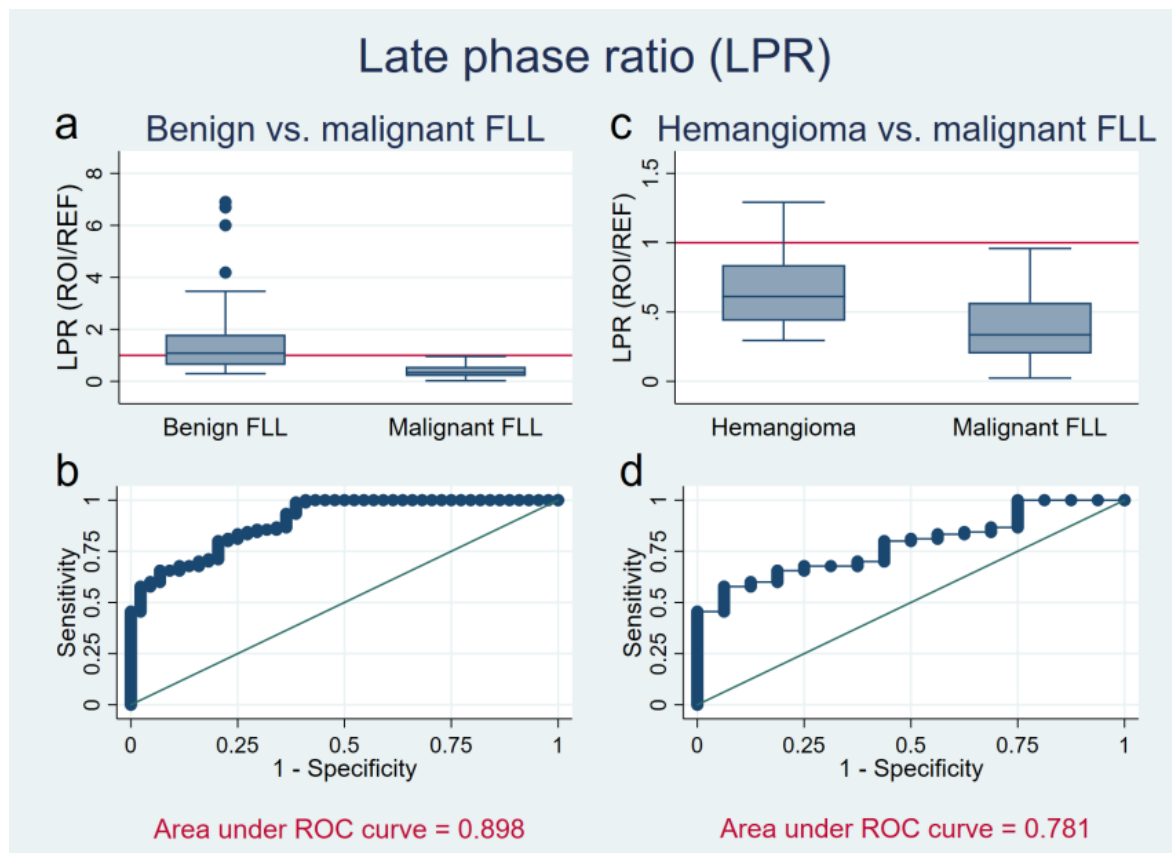 Late phase ratio (LPR)
a Benign vs. malignant FLL
LPR (ROI/REF)
8
6
4
2
0
Benign FLL Malignant FLL
b
Sensitivity
1
0.75
0.5
0.25
0
0 0.25 0.5 0.75 1
1 - Specificity
Area under ROC curve = 0.898
c Hemangioma vs. malignant FLL
LPR (ROI/REF)
1.5
1
.5
0
Hemangioma Malignant FLL
d
Sensitivity
1
0.75
0.5
0.25
0
0 0.25 0.5 0.75 1
1 - Specificity
Area under ROC curve = 0.781